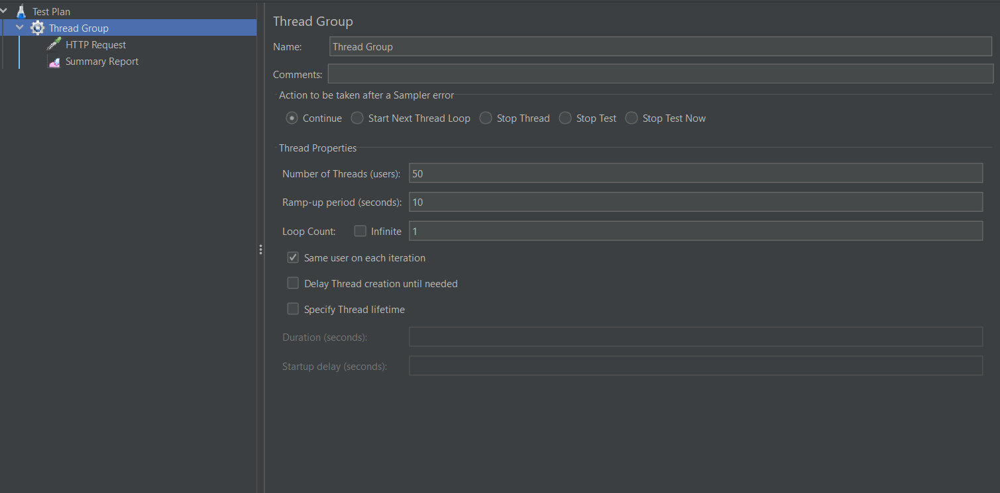 Test Plan
Thread Group
HTTP Request
Summary Report
Thread Group
Name: Thread Group
Comments:
Action to be taken after a Sampler error
Continue Start Next Thread Loop Stop Thread Stop Test Stop Test Now
Thread Properties
Number of Threads (users): 50
Ramp-up period (seconds): 10
Loop Count: Infinite 1
Same user on each iteration
Delay Thread creation until needed
Specify Thread lifetime
Duration (seconds):
Startup delay (seconds):